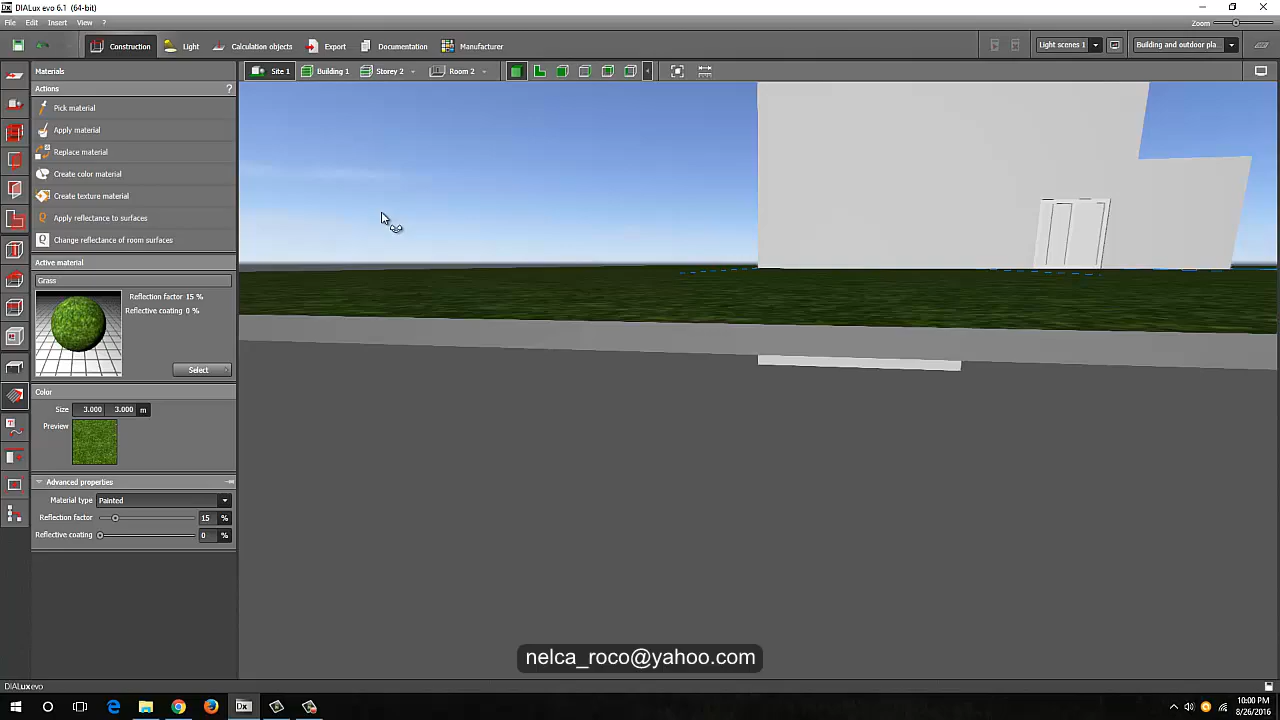 DIALux evo 6.1 (64-bit)
File Edit Insert View ?
Zoom
Construction Light Calculation objects Export Documentation Manufacturer
Light scenes 1 Building and outdoor pla...
Materials
Site 1 Building 1 Storey 2 Room 2
Actions ?
Pick material
Apply material
Replace material
Create color material
Create texture material
Apply reflectance to surfaces
Change reflectance of room surfaces
Active material
Grass
Reflection factor 15 %
Reflective coating 0 %
Select
Color
Size 3.000 3.000 m
Preview
Advanced properties
Material type Painted
Reflection factor 15 %
Reflective coating 0 %
nelca_roco@yahoo.com
DIALux evo
10:00 PM
8/26/2016